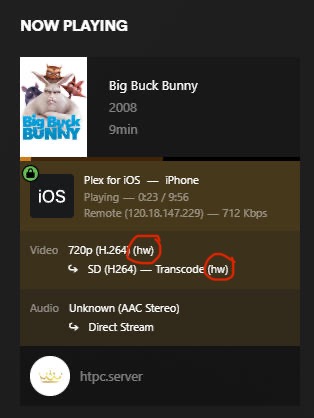 NOW PLAYING
Big Buck Bunny
2008
9min
BIG BUCK
BUNNY
iOS
Plex for iOS — iPhone
Playing — 0:23 / 9:56
Remote (120.18.147.229) — 712 Kbps
Video 720p (H.264) (hw)
↳ SD (H264) — Transcode (hw)
Audio Unknown (AAC Stereo)
↳ Direct Stream
htpc.server